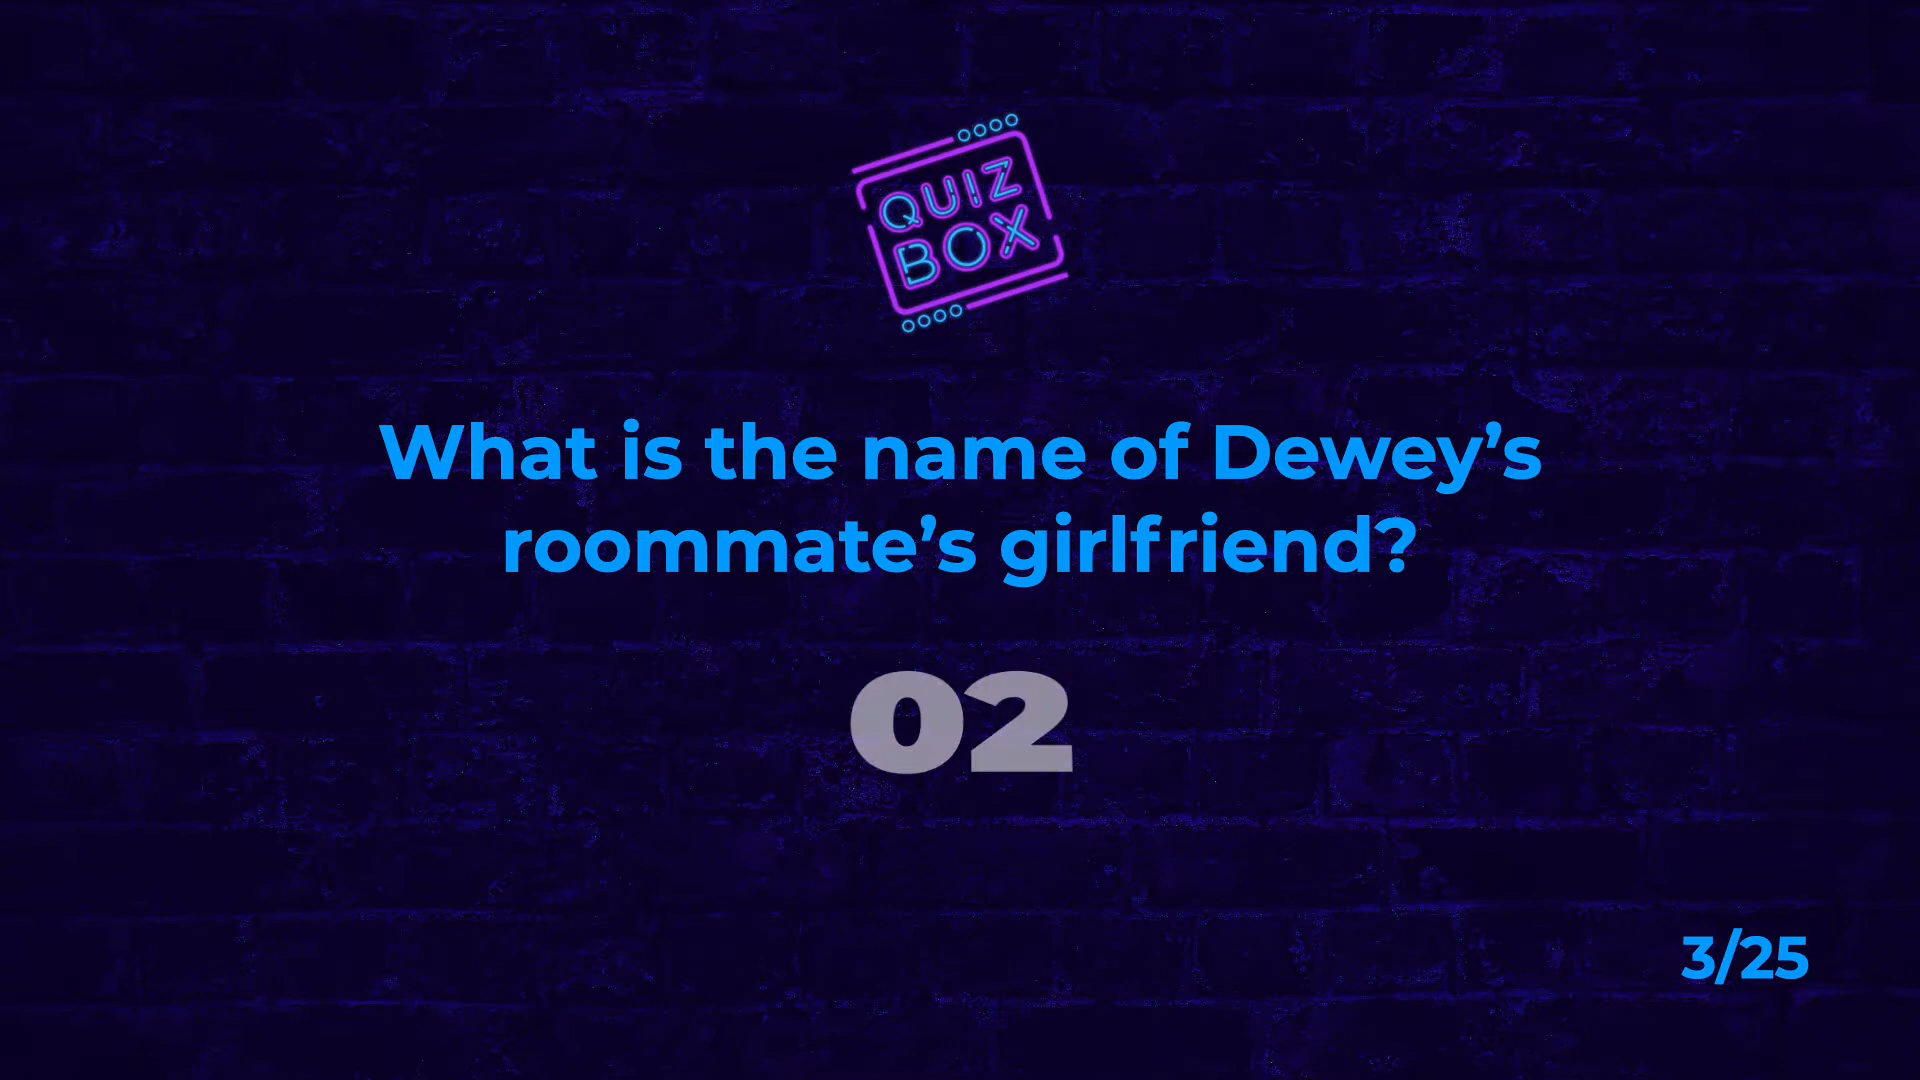 QUIZ
BOX
What is the name of Dewey’s
roommate’s girlfriend?
02
3/25